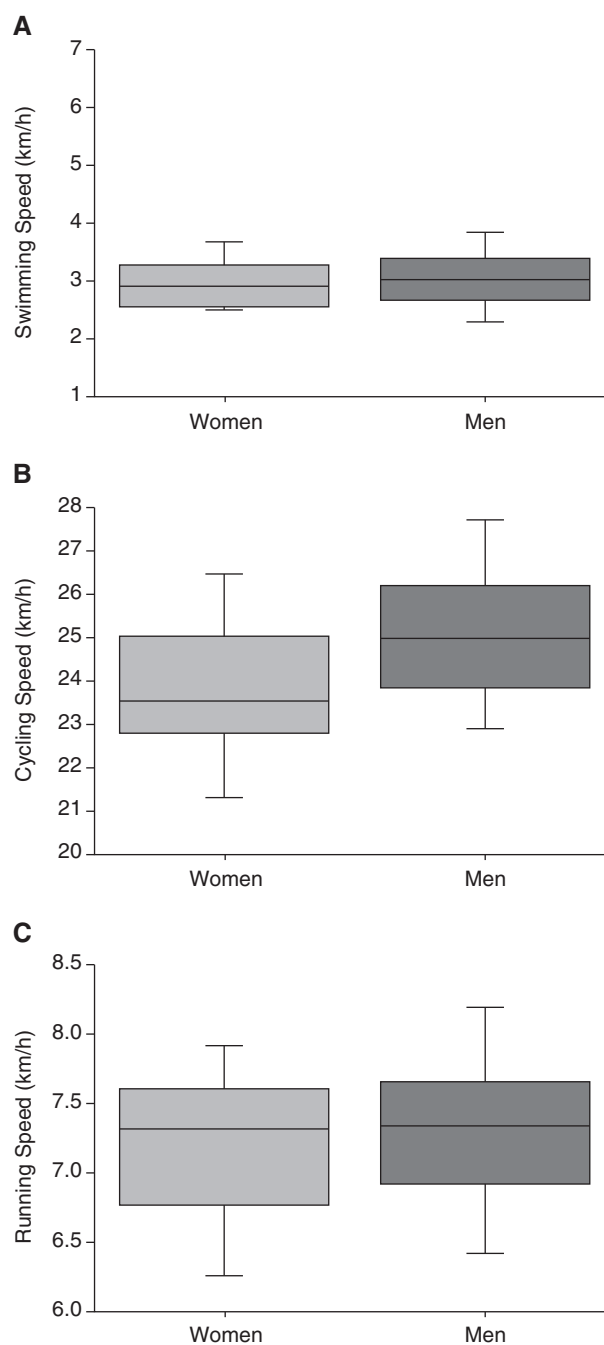 A
Swimming Speed (km/h)
7
6
5
4
3
2
1
Women Men
B
Cycling Speed (km/h)
28
27
26
25
24
23
22
21
20
Women Men
C
Running Speed (km/h)
8.5
8.0
7.5
7.0
6.5
6.0
Women Men